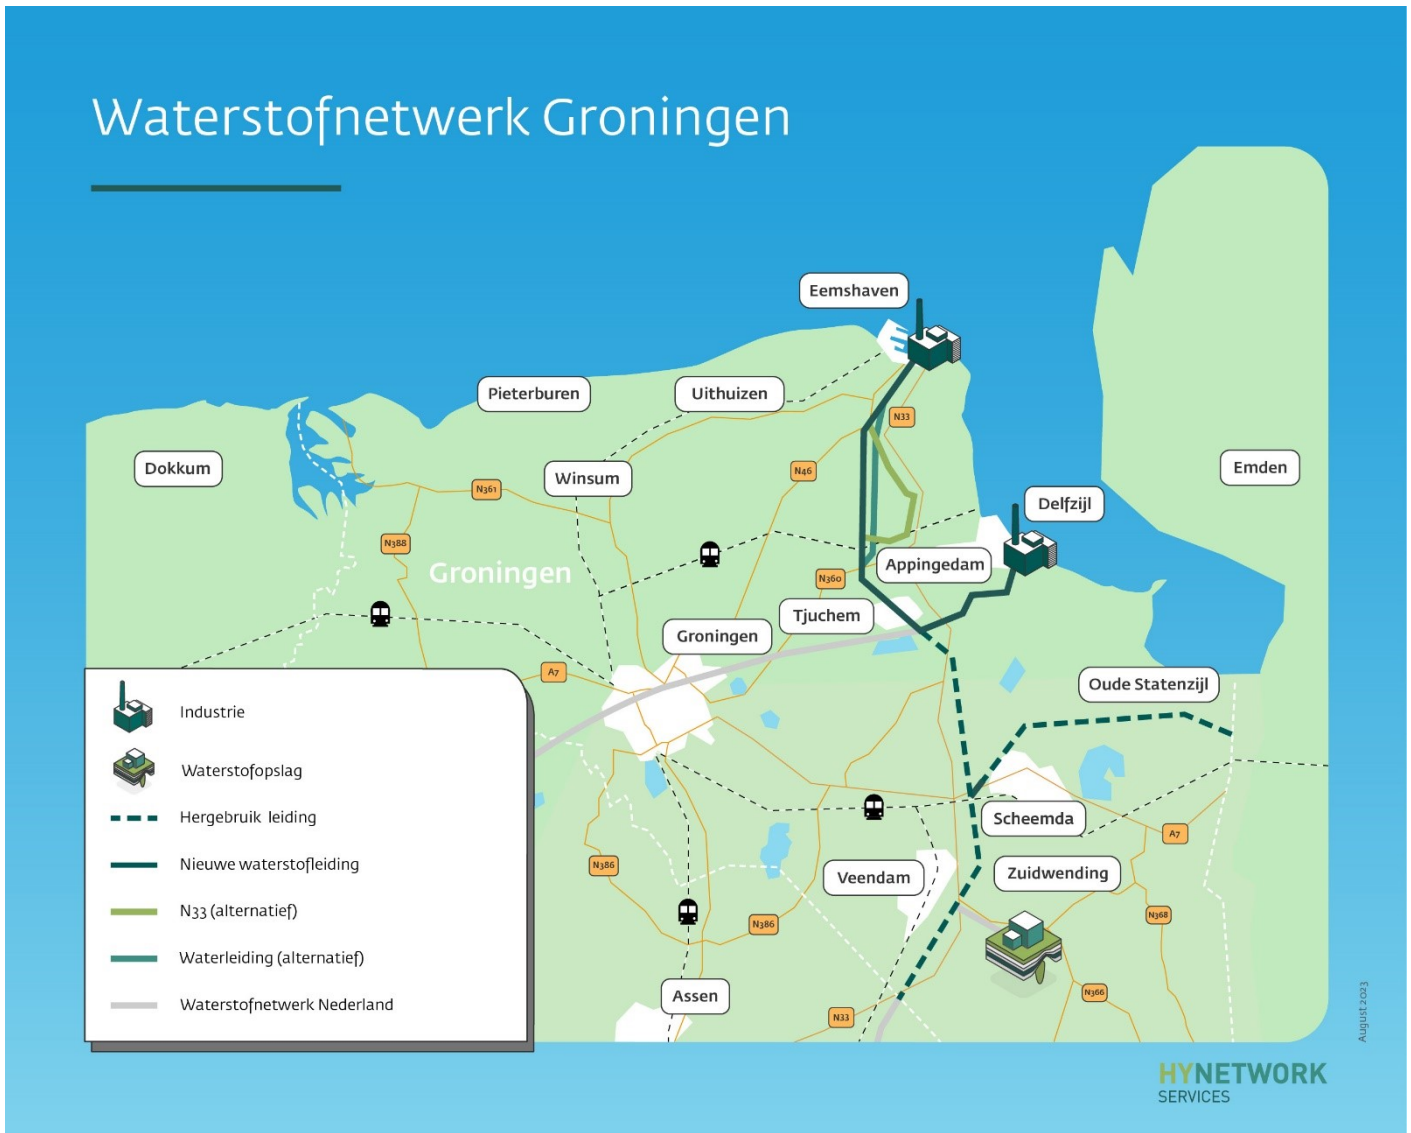 Waterstofnetwerk Groningen
Eemshaven
Pieterburen
Uithuizen
N33
Dokkum
Winsum
N46
Emden
N361
Delfzijl
N388
Groningen
Appingedam
N360
Tjuchem
Groningen
A7
Oude Statenzijl
Scheemda
A7
N386
Veendam
Zuidwending
N386
N368
Assen
N33
N366
Industrie
Waterstofopslag
Hergebruik leiding
Nieuwe waterstofleiding
N33 (alternatief)
Waterleiding (alternatief)
Waterstofnetwerk Nederland
August 2023
HYNETWORK
SERVICES